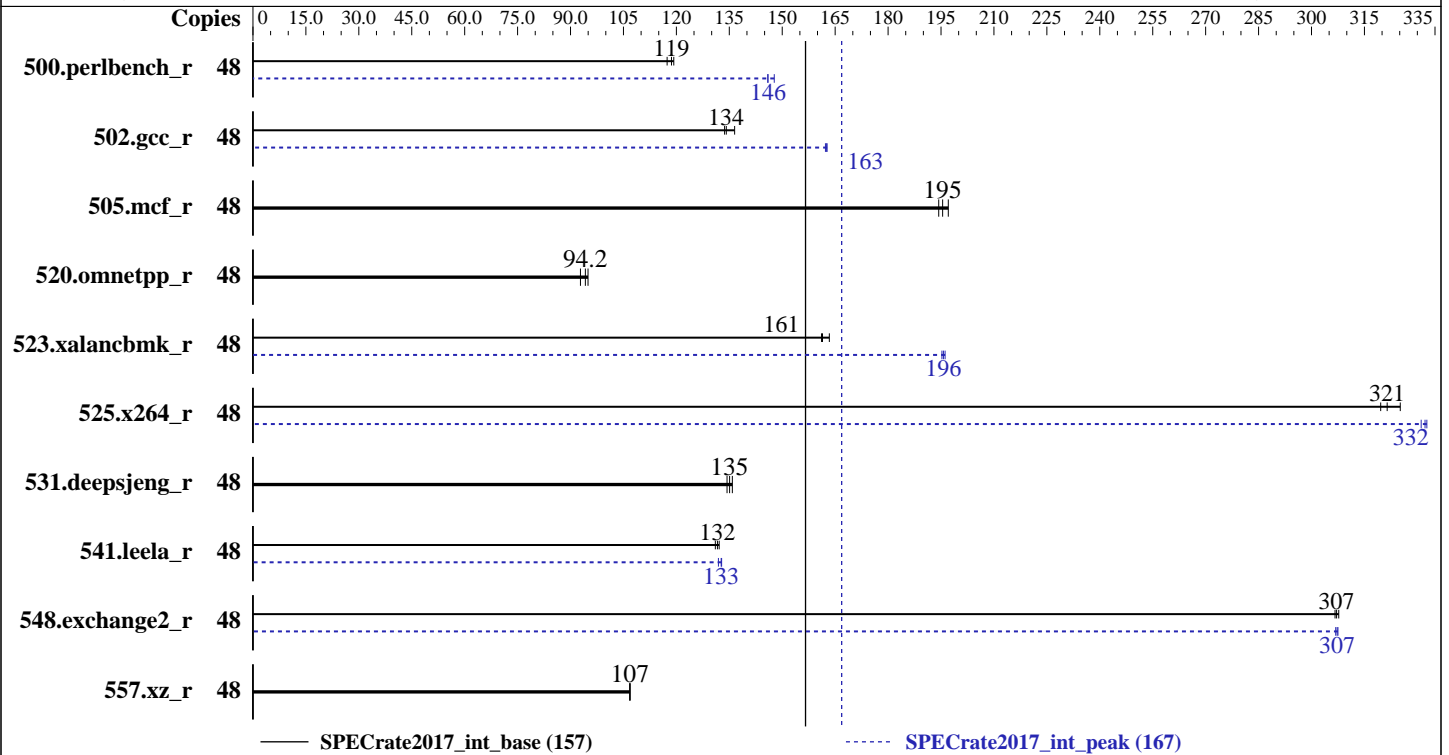 Copies 0 15.0 30.0 45.0 60.0 75.0 90.0 105 120 135 165 180 195 210 225 240 255 270 285 300 315 335
119
500.perlbench_r 48
146
134
502.gcc_r 48
163
195
505.mcf_r 48
94.2
520.omnetpp_r 48
161
523.xalancbmk_r 48
196
321
525.x264_r 48
332
135
531.deepsjeng_r 48
132
541.leela_r 48
133
307
548.exchange2_r 48
307
107
557.xz_r 48
SPECrate2017_int_base (157) SPECrate2017_int_peak (167)